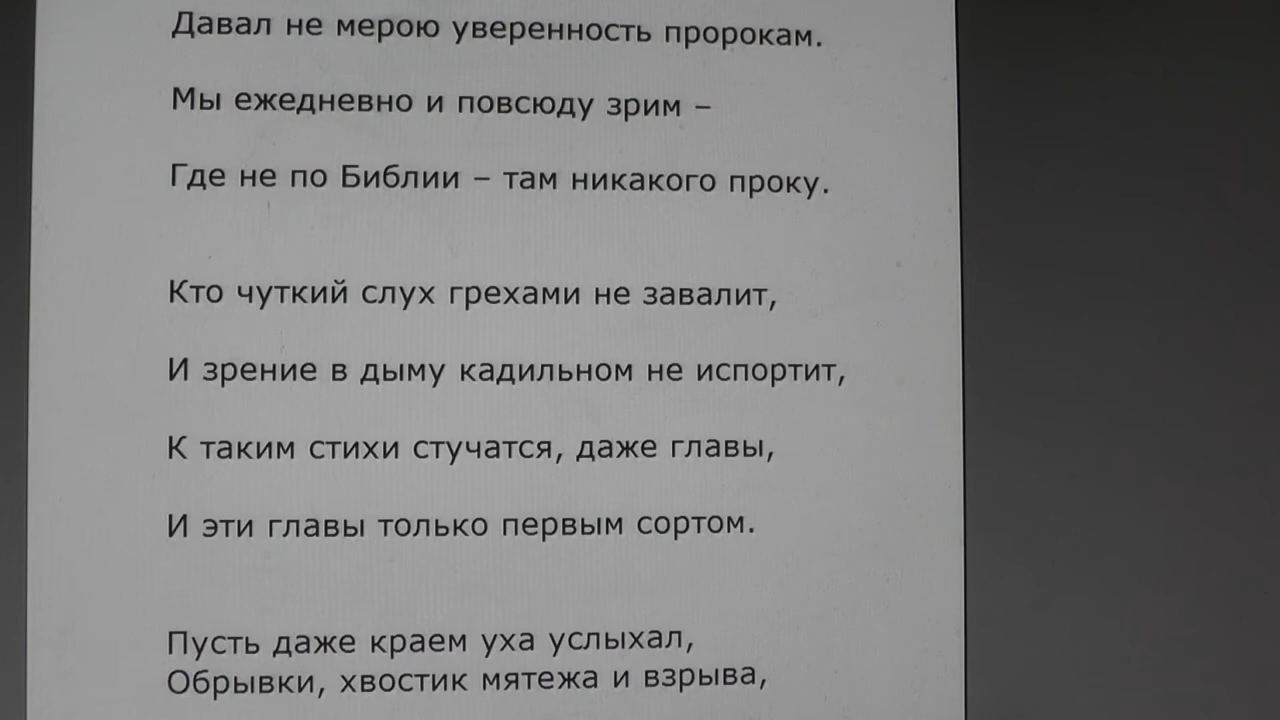 Давал не мерою уверенность пророкам.
Мы ежедневно и повсюду зрим –
Где не по Библии – там никакого проку.
Кто чуткий слух грехами не завалит,
И зрение в дыму кадильном не испортит,
К таким стихи стучатся, даже главы,
И эти главы только первым сортом.
Пусть даже краем уха услыхал,
Обрывки, хвостик мятежа и взрыва,